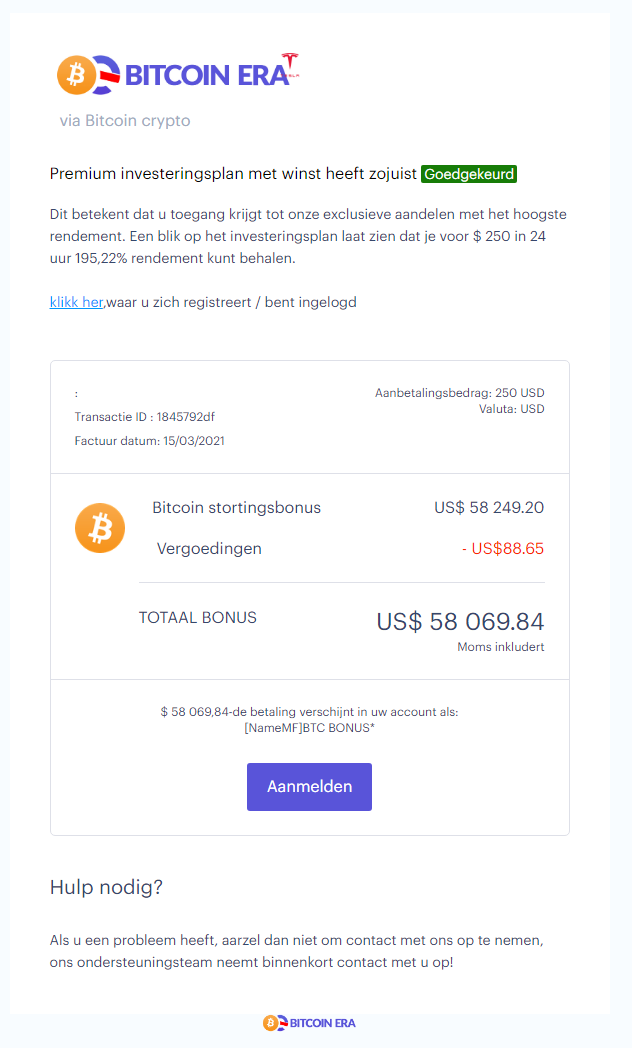 BITCOIN ERA
via Bitcoin crypto
Premium investeringsplan met winst heeft zojuist Goedgekeurd
Dit betekent dat u toegang krijgt tot onze exclusieve aandelen met het hoogste
rendement. Een blik op het investeringsplan laat zien dat je voor $ 250 in 24
uur 195,22% rendement kunt behalen.
klikk her,waar u zich registreert / bent ingelogd
:
Aanbetalingsbedrag: 250 USD
Valuta: USD
Transactie ID : 1845792df
Factuur datum: 15/03/2021
Bitcoin stortingsbonus US$ 58 249.20
Vergoedingen - US$88.65
TOTAAL BONUS US$ 58 069.84
Moms inkludert
$ 58 069,84-de betaling verschijnt in uw account als:
[NameMF]BTC BONUS*
Aanmelden
Hulp nodig?
Als u een probleem heeft, aarzel dan niet om contact met ons op te nemen,
ons ondersteuningsteam neemt binnenkort contact met u op!
BITCOIN ERA